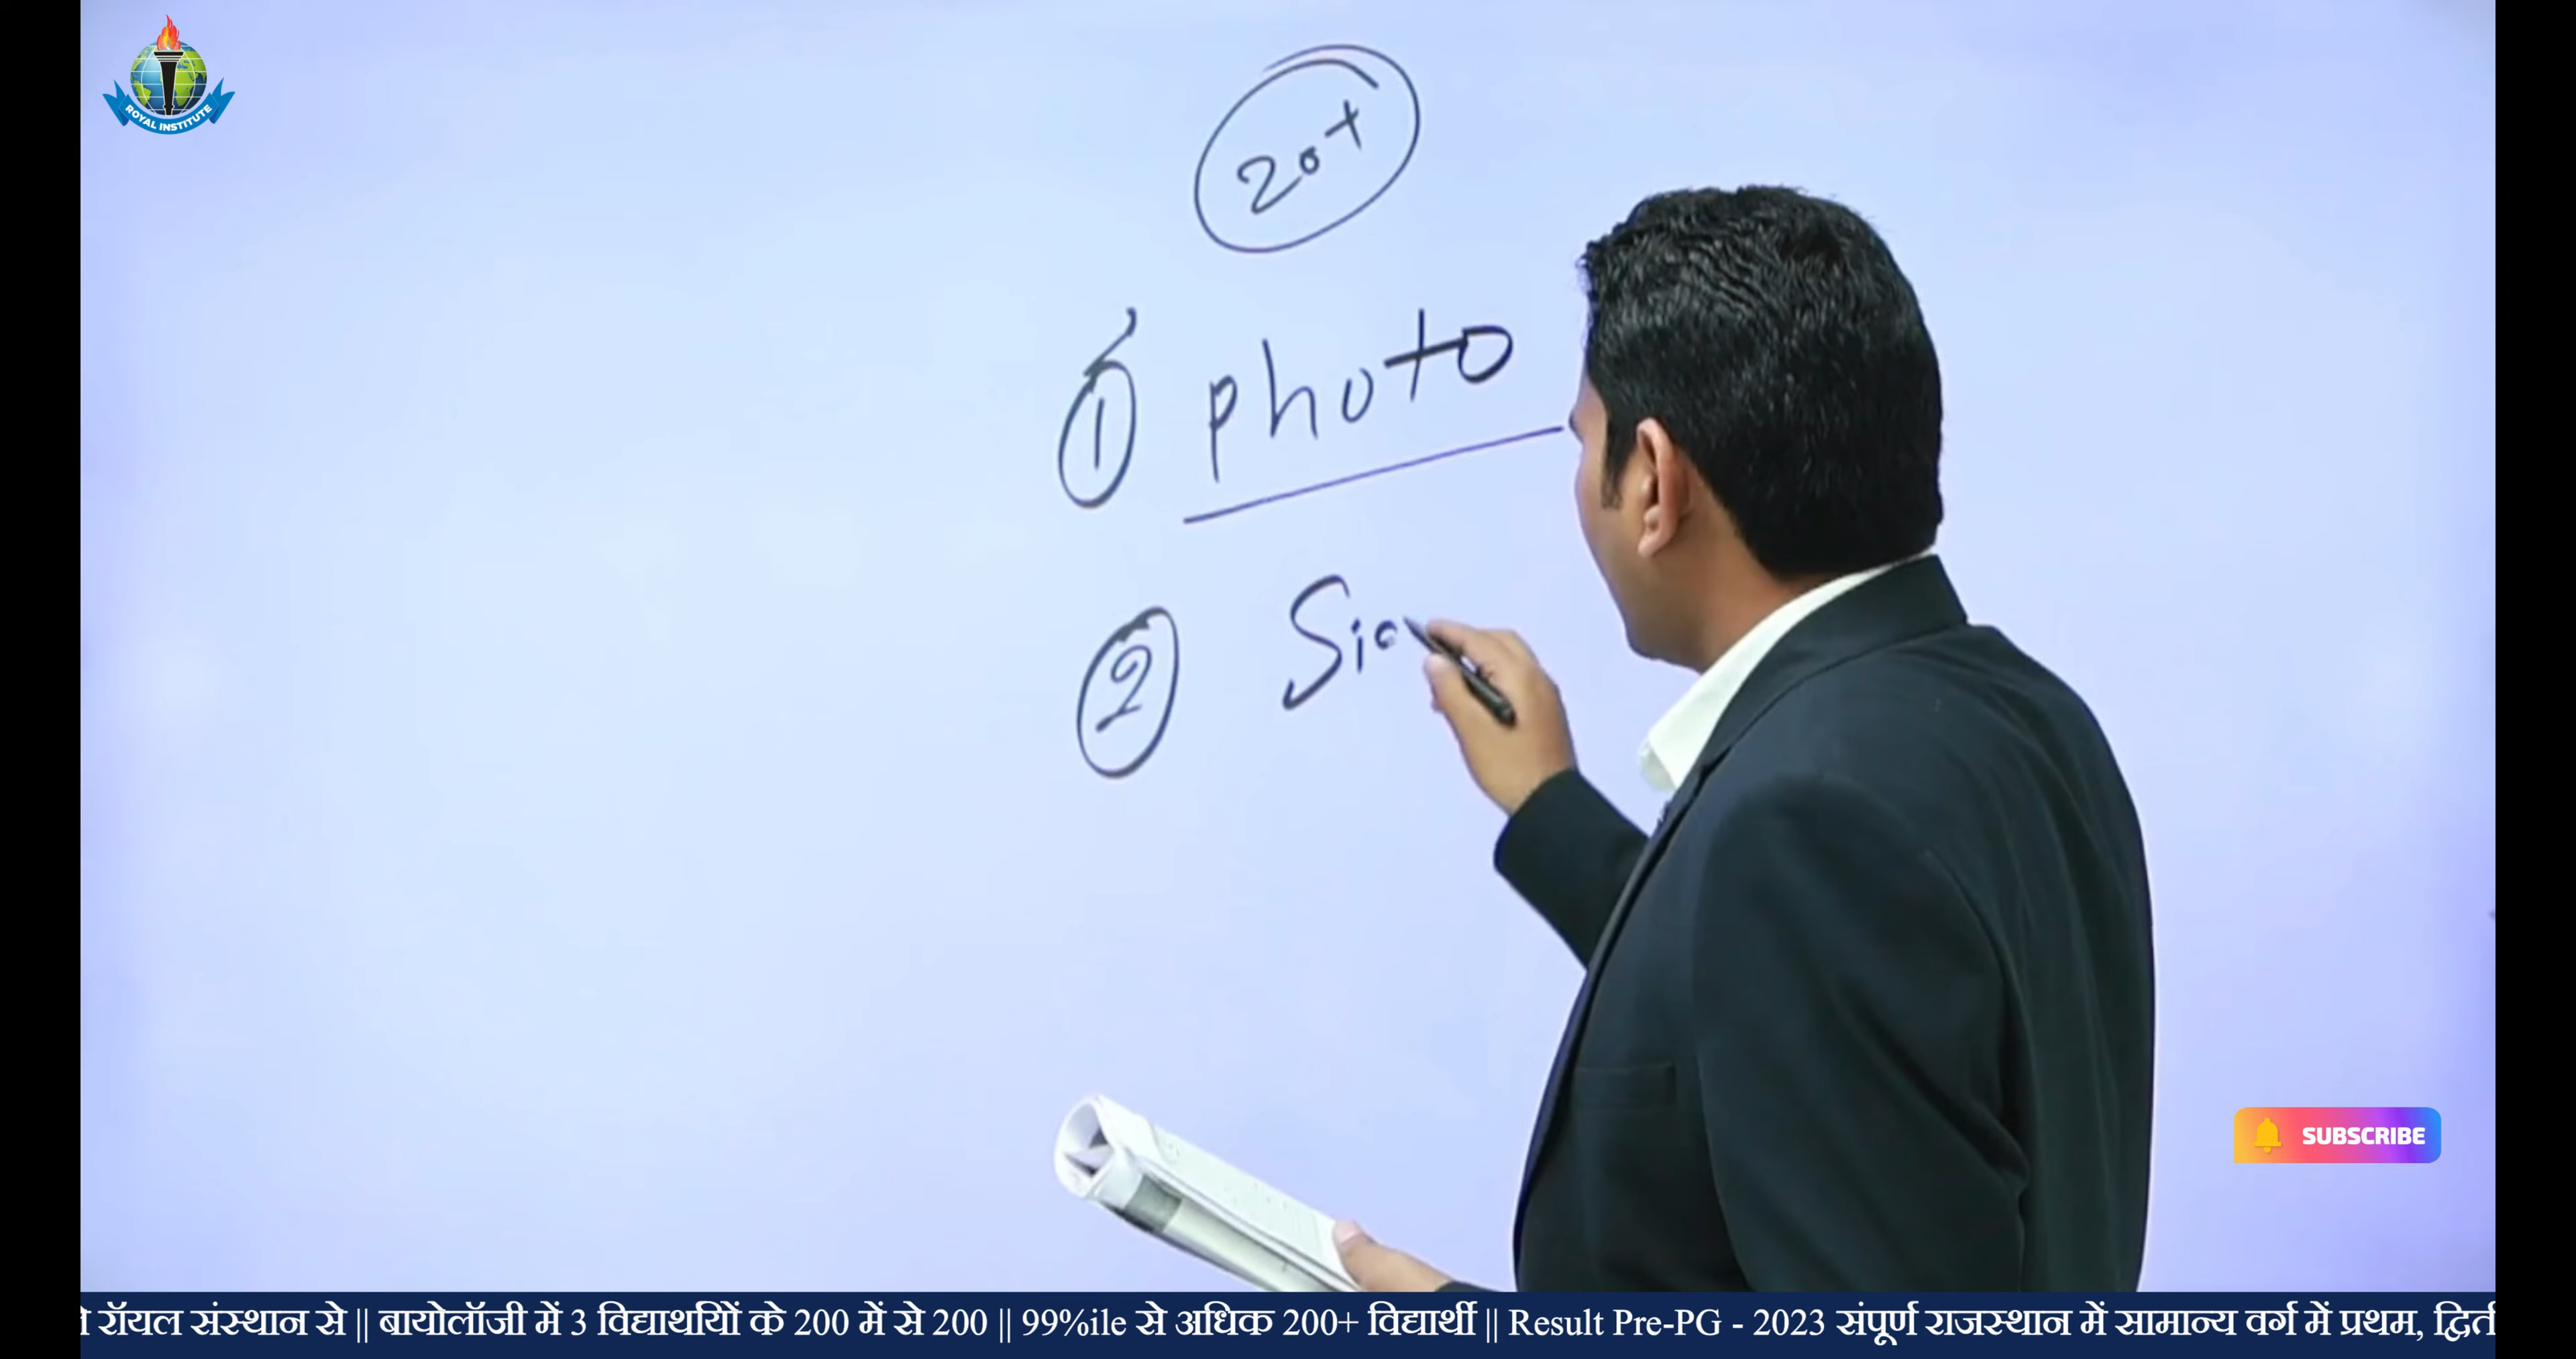 ROYAL INSTITUTE
20+
① photo
② Sig
SUBSCRIBE
रॉयल संस्थान से || बायोलॉजी में 3 विद्यार्थियों के 200 में से 200 || 99%ile से अधिक 200+ विद्यार्थी || Result Pre-PG - 2023 संपूर्ण राजस्थान में सामान्य वर्ग में प्रथम,